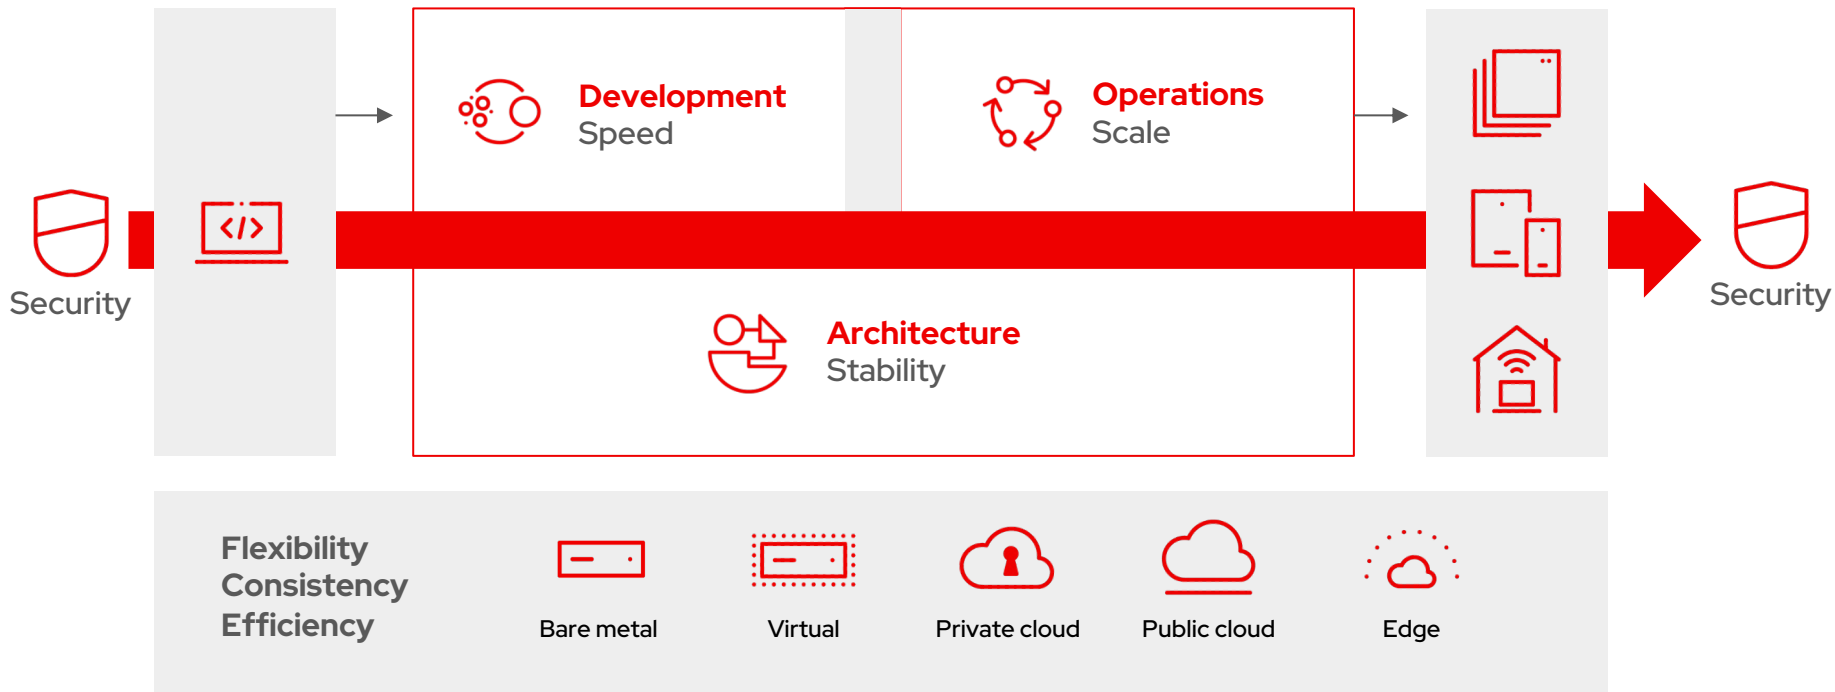 Development
Speed
Operations
Scale
Security
</>
Security
Architecture
Stability
Flexibility
Consistency
Efficiency
Bare metal
Virtual
Private cloud
Public cloud
Edge